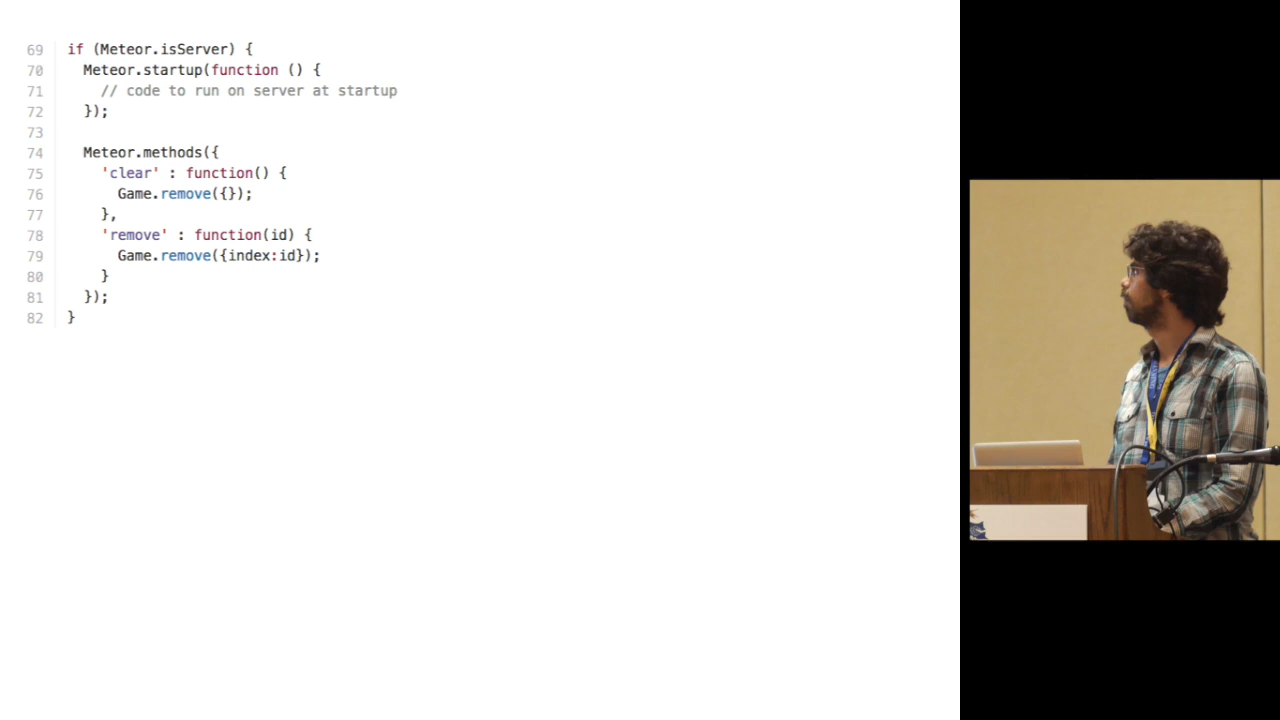 69 if (Meteor.isServer) {
70 Meteor.startup(function () {
71 // code to run on server at startup
72 });
73
74 Meteor.methods({
75 'clear' : function() {
76 Game.remove({});
77 },
78 'remove' : function(id) {
79 Game.remove({index:id});
80 }
81 });
82 }